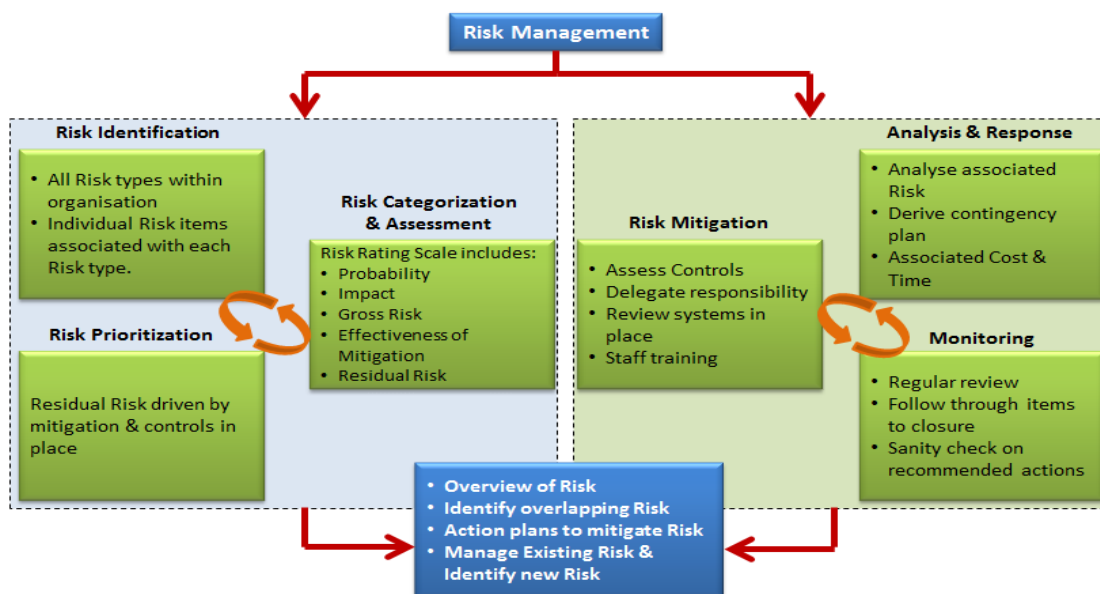 Risk Management
Risk Identification
• All Risk types within
organisation
• Individual Risk items
associated with each
Risk type.
Risk Categorization
& Assessment
Risk Rating Scale includes:
• Probability
• Impact
• Gross Risk
• Effectiveness of
Mitigation
• Residual Risk
Risk Prioritization
Residual Risk driven by
mitigation & controls in
place
Risk Mitigation
• Assess Controls
• Delegate responsibility
• Review systems in
place
• Staff training
Analysis & Response
• Analyse associated
Risk
• Derive contingency
plan
• Associated Cost &
Time
Monitoring
• Regular review
• Follow through items
to closure
• Sanity check on
recommended actions
• Overview of Risk
• Identify overlapping Risk
• Action plans to mitigate Risk
• Manage Existing Risk &
Identify new Risk